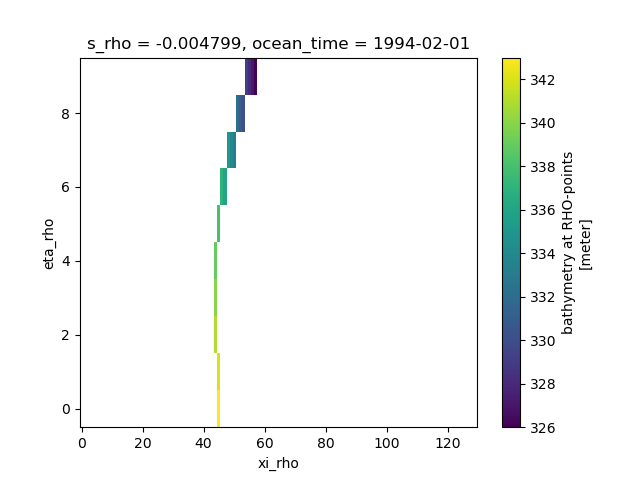 s_rho = -0.004799, ocean_time = 1994-02-01
eta_rho
8
6
4
2
0
0 20 40 60 80 100 120
xi_rho
342
340
338
336
334
332
330
328
326
bathymetry at RHO-points
[meter]